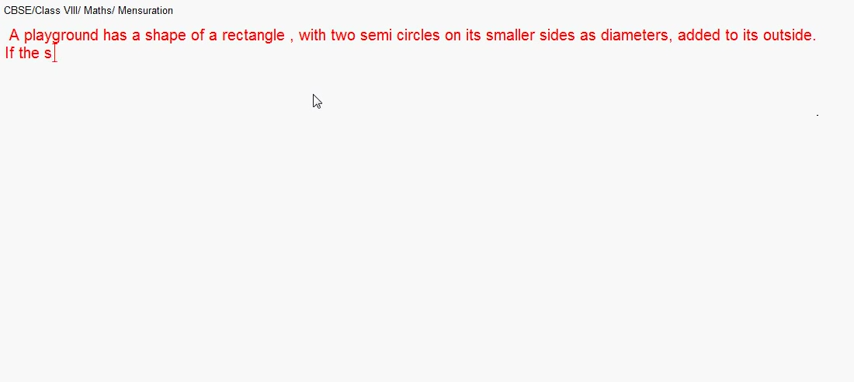 CBSE/Class VIII/ Maths/ Mensuration
A playground has a shape of a rectangle , with two semi circles on its smaller sides as diameters, added to its outside.
If the s